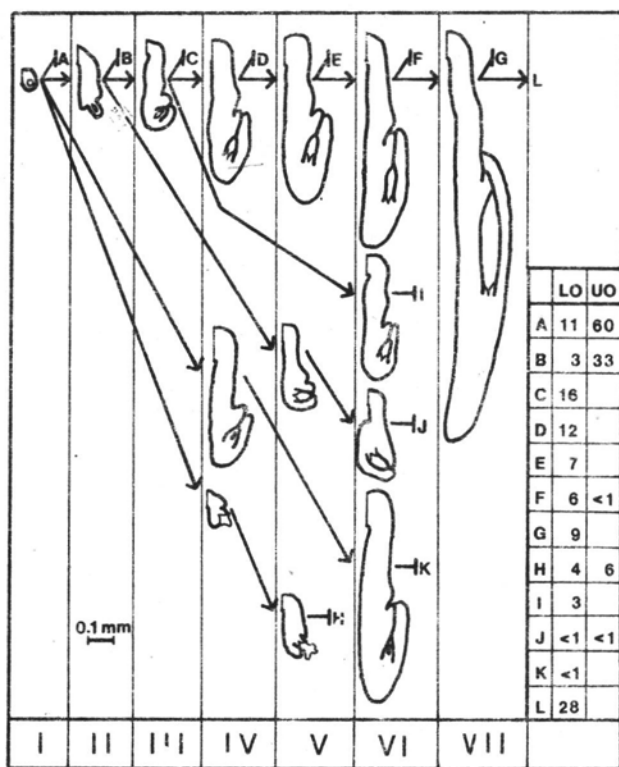 A B C D E F G L
I
J
K
H
0.1 mm
LO UO
A 11 60
B 3 33
C 16
D 12
E 7
F 6 <1
G 9
H 4 6
I 3
J <1 <1
K <1
L 28
I II III IV V VI VII